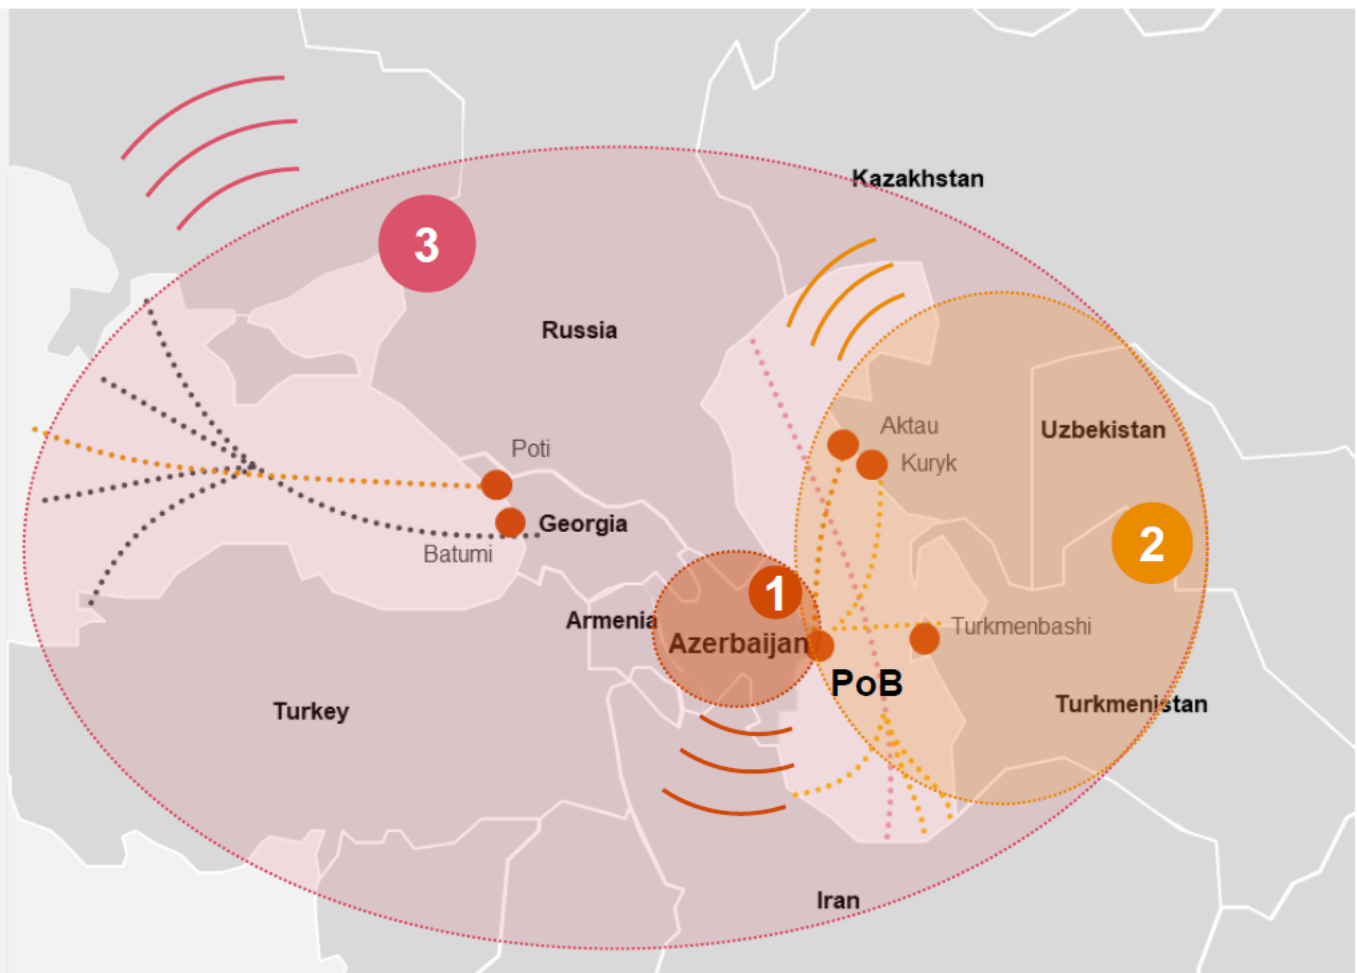 Kazakhstan
3
Russia
Aktau
Uzbekistan
Poti
Kuryk
Georgia
Batumi
2
1
Armenia
Turkmenbashi
Azerbaijan
PoB
Turkey
Turkmenistan
Iran